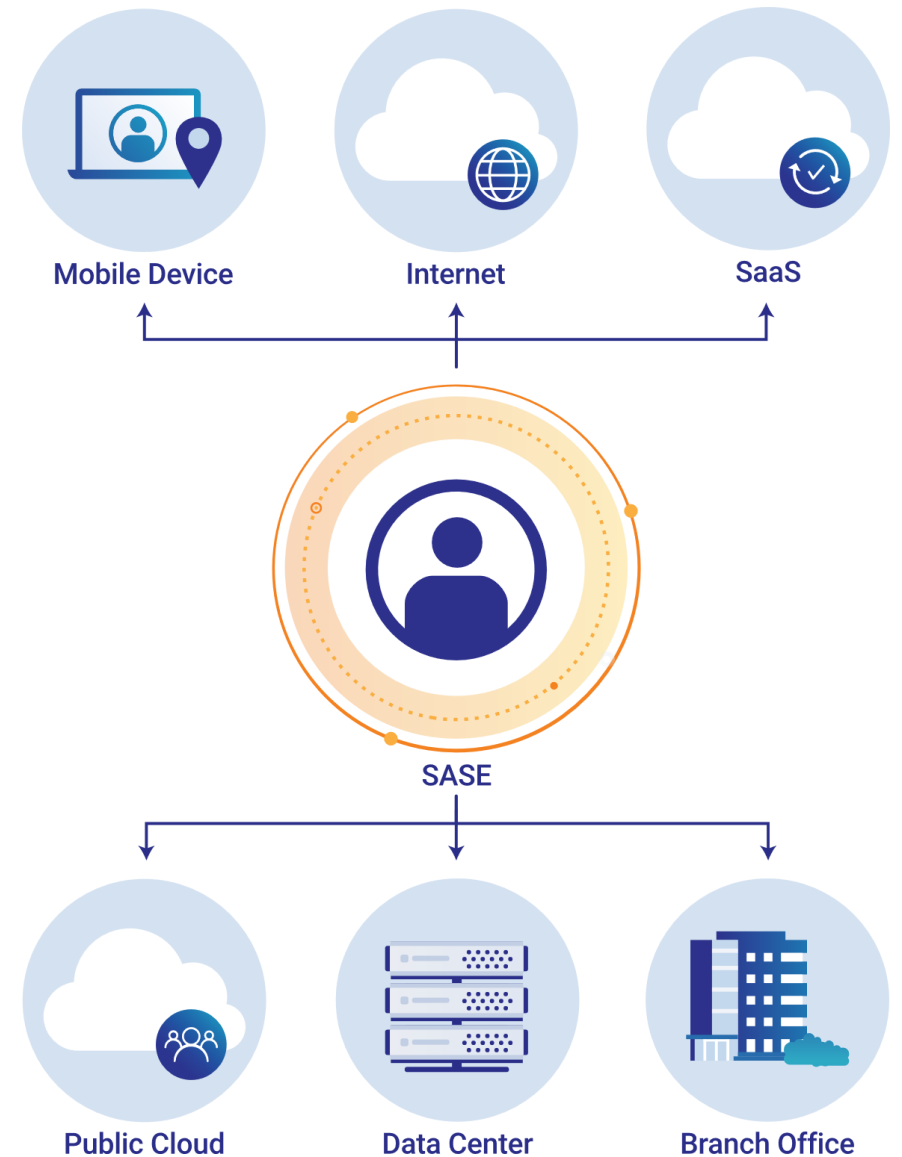 Mobile Device
Internet
SaaS
SASE
Public Cloud
Data Center
Branch Office